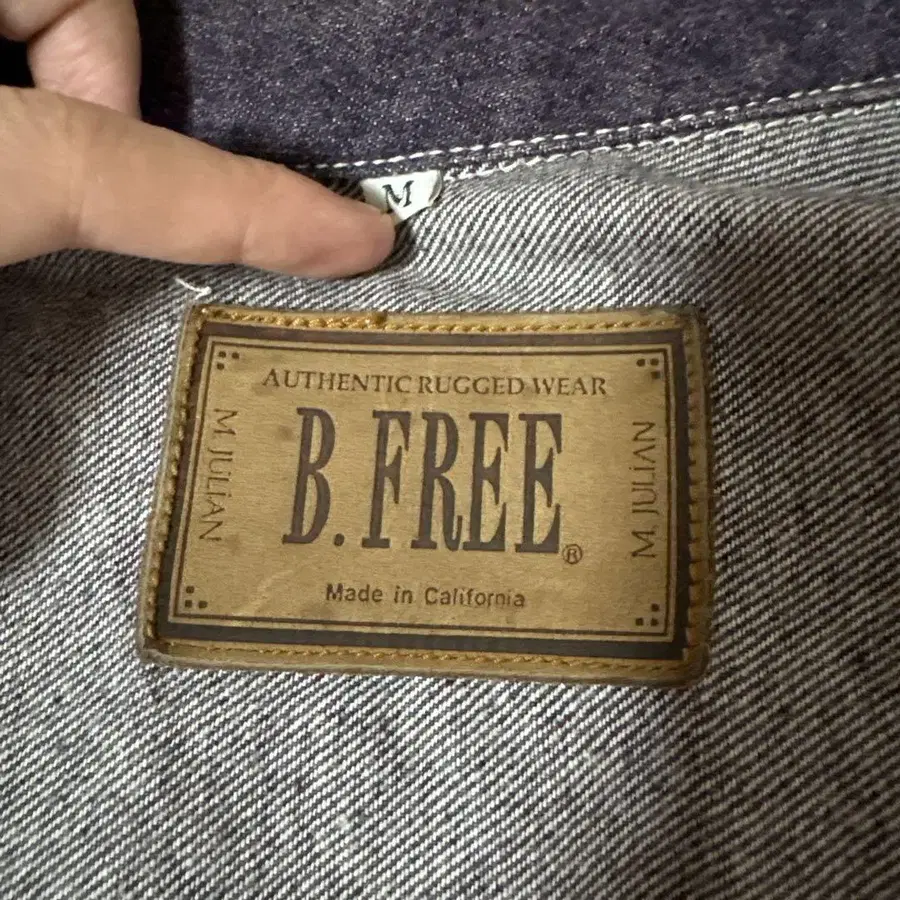 M
AUTHENTIC RUGGED WEAR
M. JULiAN
B. FREE®
M. JULiAN
Made in California